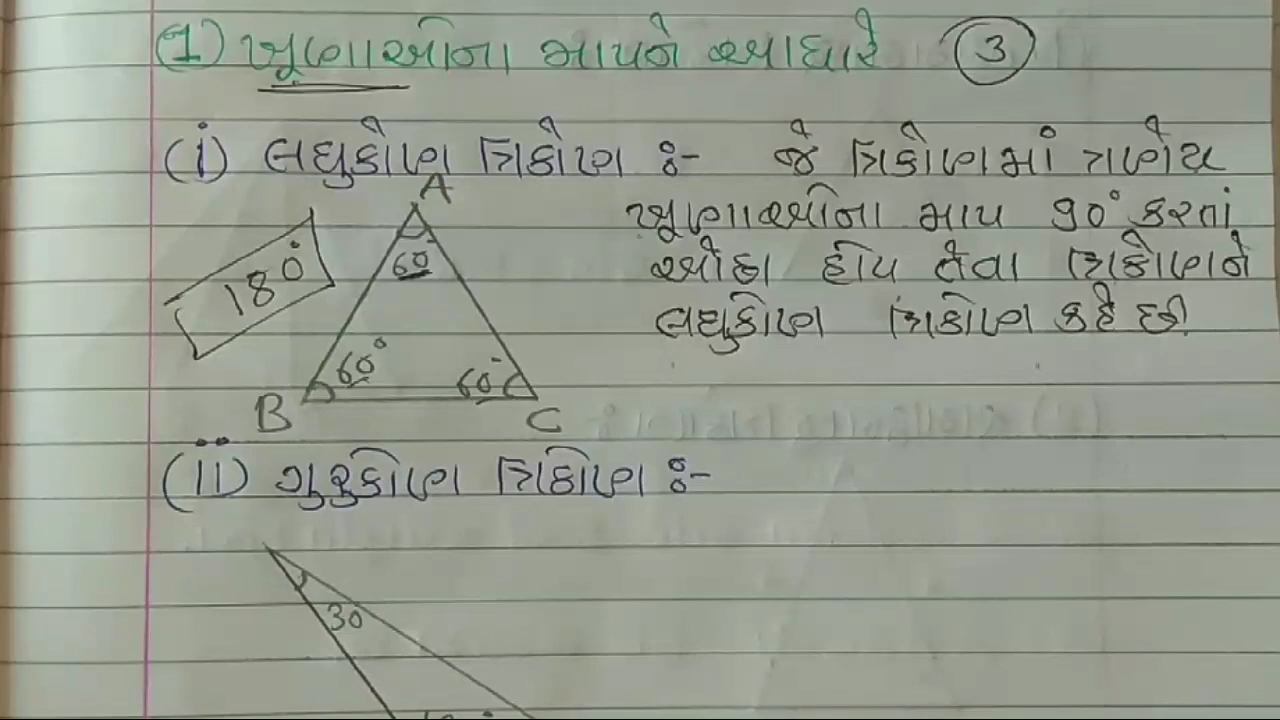 (1) ખૂણાઓના માપને આધારે ③
(i) લઘુકોણ ત્રિકોણ :- જે ત્રિકોણમાં ત્રણેય
ખૂણાઓના માપ 90° કરતાં
ઓછા હોય તેવા ત્રિકોણને
લઘુકોણ ત્રિકોણ કહે છે.
A
180°
60°
60°
60°
B
C
(ii) ગુરુકોણ ત્રિકોણ :-
30